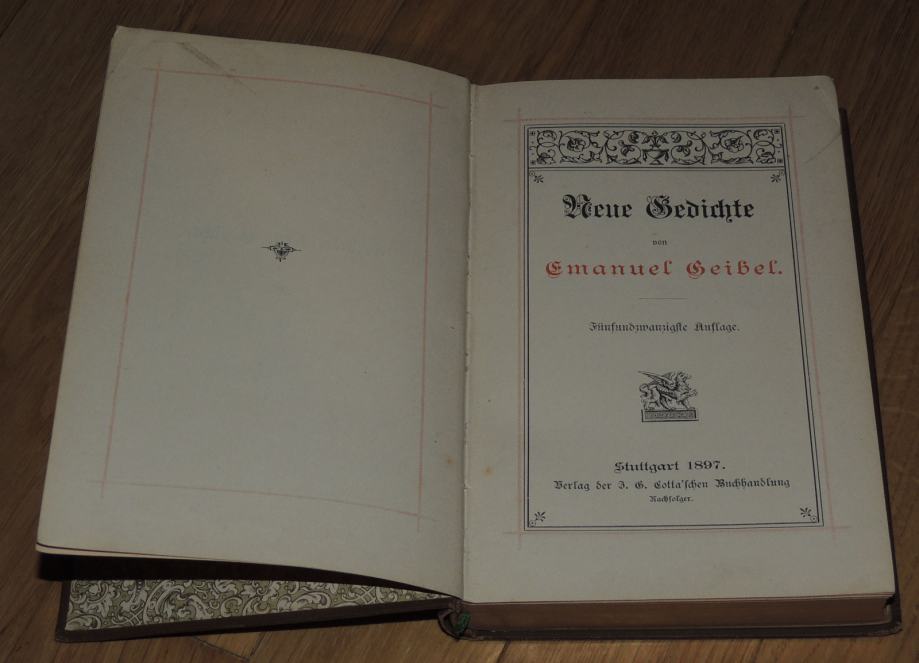 Neue Gedichte
von
Emanuel Geibel.
Fünfundzwanzigste Auflage.
Stuttgart 1897.
Verlag der J. G. Cotta'schen Buchhandlung
Nachfolger.